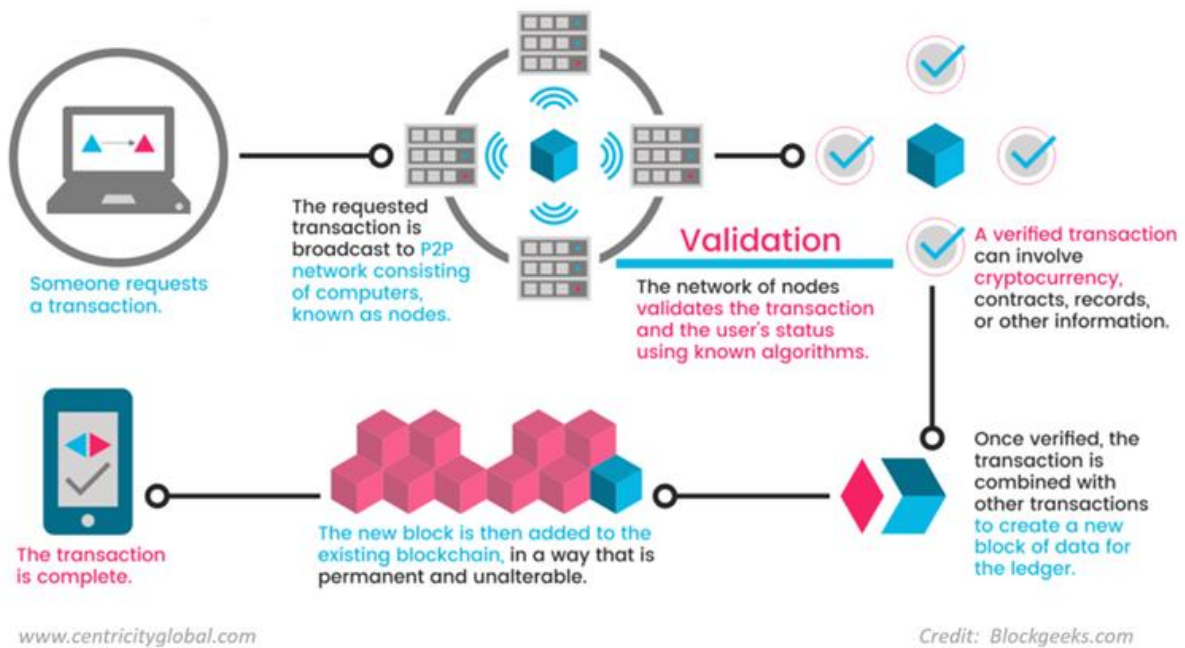 Someone requests
a transaction.
The requested
transaction is
broadcast to P2P
network consisting
of computers,
known as nodes.
Validation
The network of nodes
validates the transaction
and the user's status
using known algorithms.
A verified transaction
can involve
cryptocurrency,
contracts, records,
or other information.
Once verified, the
transaction is
combined with
other transactions
to create a new
block of data for
the ledger.
The new block is then added to the
existing blockchain, in a way that is
permanent and unalterable.
The transaction
is complete.
www.centricityglobal.com
Credit: Blockgeeks.com